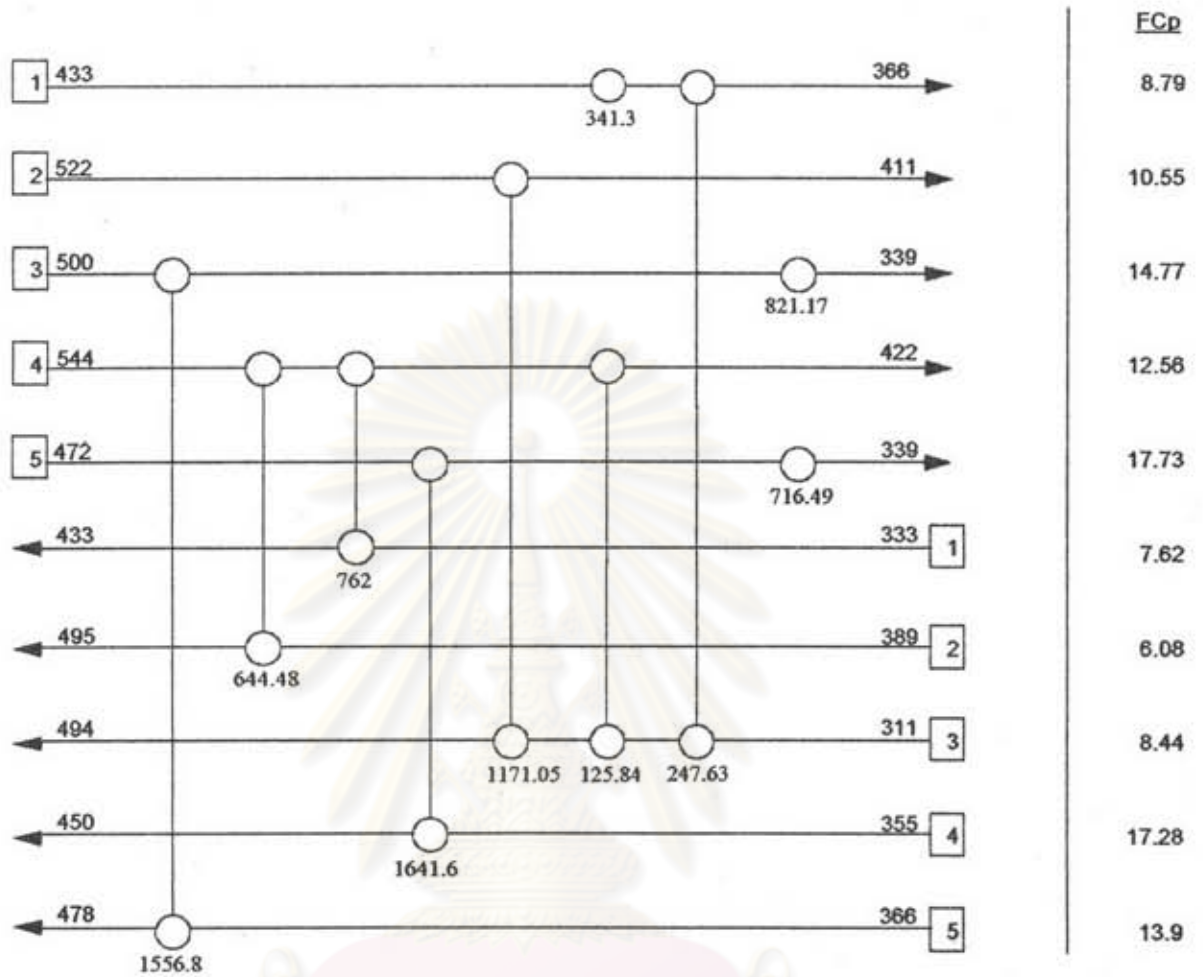 FCp
1 433 366 8.79
341.3
2 522 411 10.55
3 500 339 14.77
821.17
4 544 422 12.56
5 472 339 17.73
716.49
433 333 1 7.62
762
495 389 2 6.08
644.48
494 311 3 8.44
1171.05 125.84 247.63
450 355 4 17.28
1641.6
478 366 5 13.9
1556.8